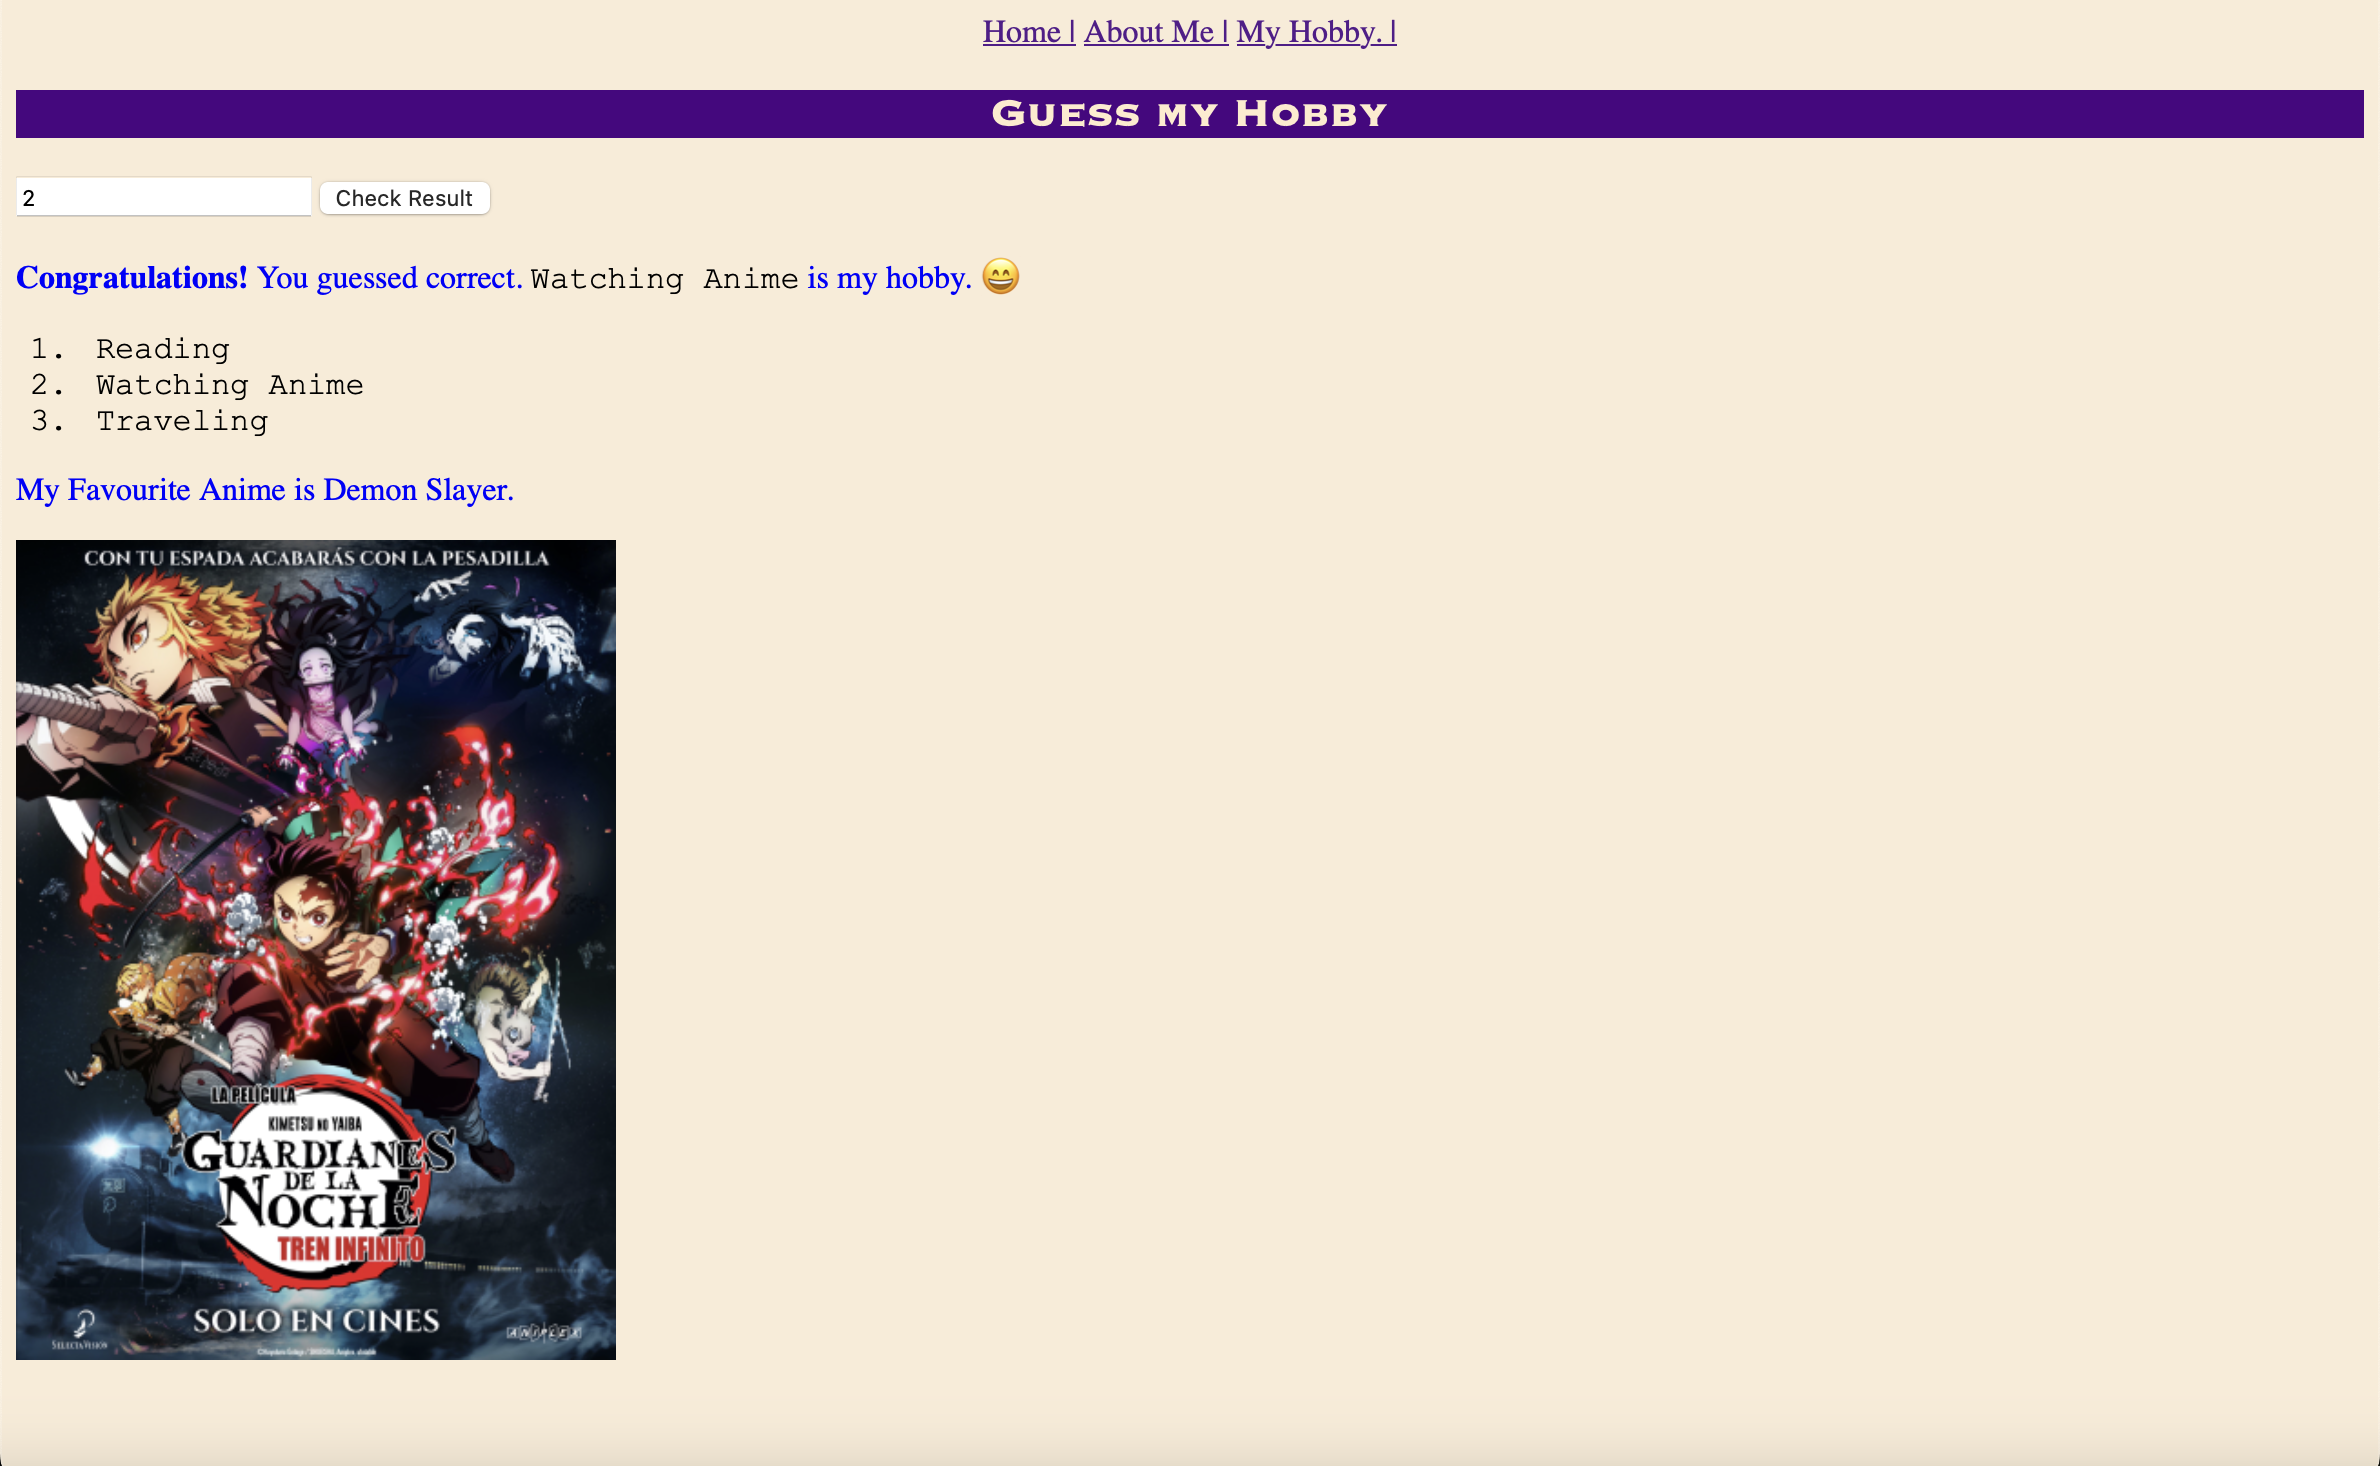 Home | About Me | My Hobby. |
Guess my Hobby
2 Check Result
Congratulations! You guessed correct. Watching Anime is my hobby. 😄
1. Reading
2. Watching Anime
3. Traveling
My Favourite Anime is Demon Slayer.
CON TU ESPADA ACABARÁS CON LA PESADILLA
LA PELÍCULA
KIMETSU NO YAIBA
GUARDIANES
DE LA
NOCHE
TREN INFINITO
SOLO EN CINES
SELECTAVISION
ANIPLEX